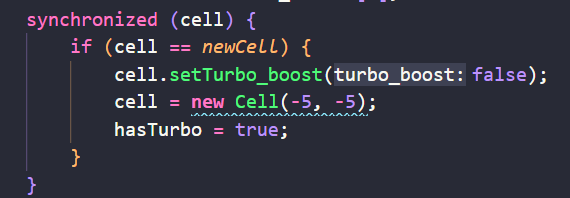 synchronized (cell) {
if (cell == newCell) {
cell.setTurbo_boost(turbo_boost: false);
cell = new Cell(-5, -5);
hasTurbo = true;
}
}